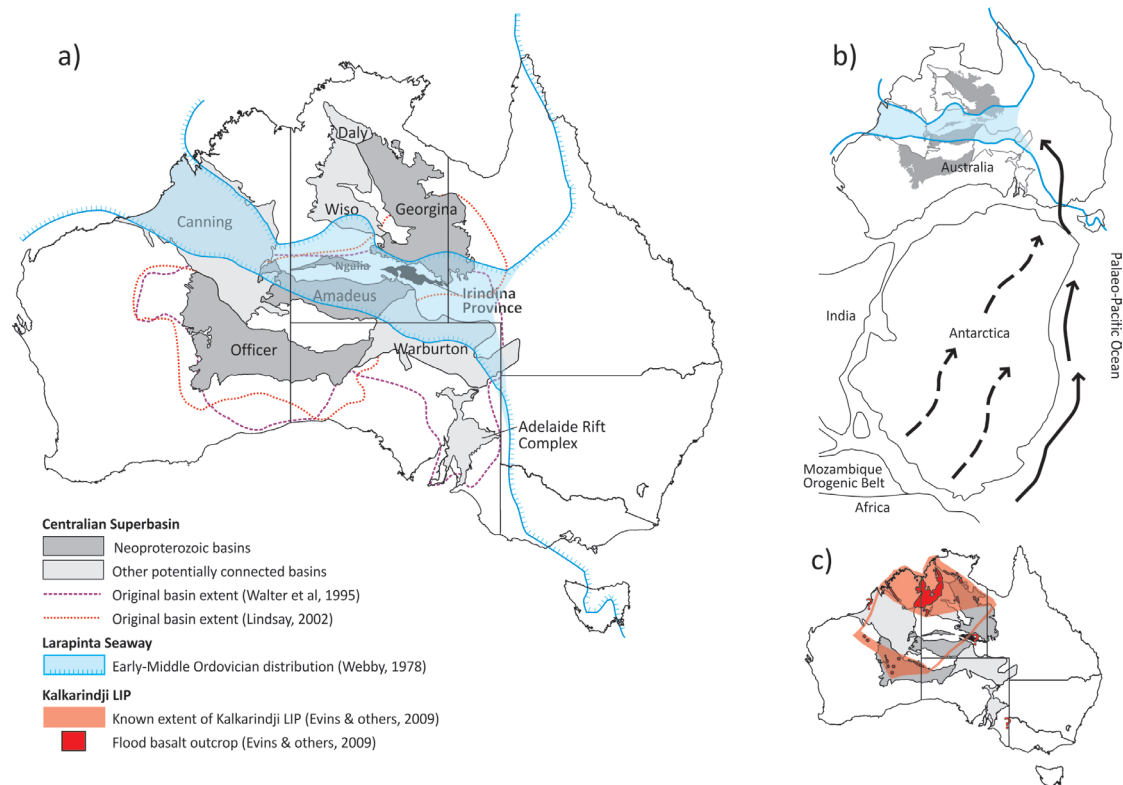 a)
Daly
Wiso
Georgina
Canning
Ngalia
Amadeus
Irindina
Province
Officer
Warburton
Adelaide Rift
Complex
Centralian Superbasin
Neoproterozoic basins
Other potentially connected basins
Original basin extent (Walter et al, 1995)
Original basin extent (Lindsay, 2002)
Larapinta Seaway
Early-Middle Ordovician distribution (Webby, 1978)
Kalkarindji LIP
Known extent of Kalkarindji LIP (Evins & others, 2009)
Flood basalt outcrop (Evins & others, 2009)
b)
Australia
Palaeo-Pacific Ocean
India
Antarctica
Mozambique
Orogenic Belt
Africa
c)
?
?
?